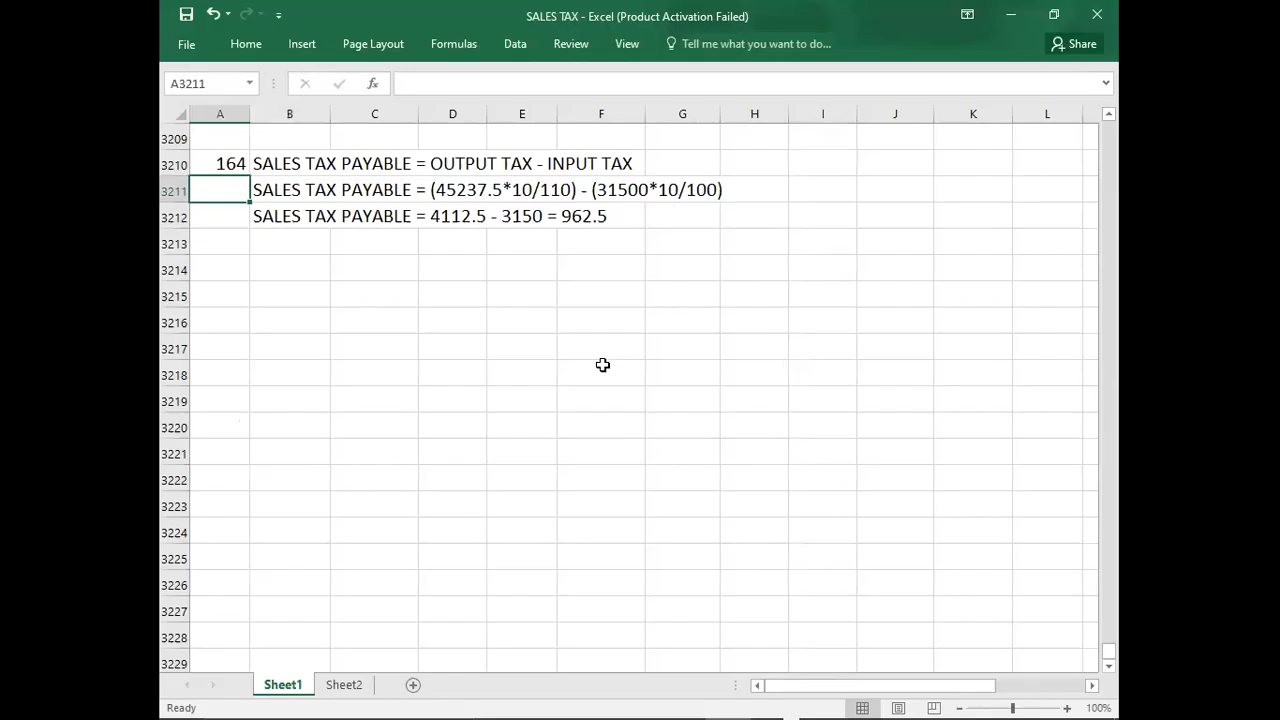 SALES TAX - Excel (Product Activation Failed)
File Home Insert Page Layout Formulas Data Review View Tell me what you want to do... Share
A3211 fx
A B C D E F G H I J K L
3209
3210 164 SALES TAX PAYABLE = OUTPUT TAX - INPUT TAX
3211 SALES TAX PAYABLE = (45237.5*10/110) - (31500*10/100)
3212 SALES TAX PAYABLE = 4112.5 - 3150 = 962.5
3213
3214
3215
3216
3217
3218
3219
3220
3221
3222
3223
3224
3225
3226
3227
3228
3229
Sheet1 Sheet2
Ready 100%